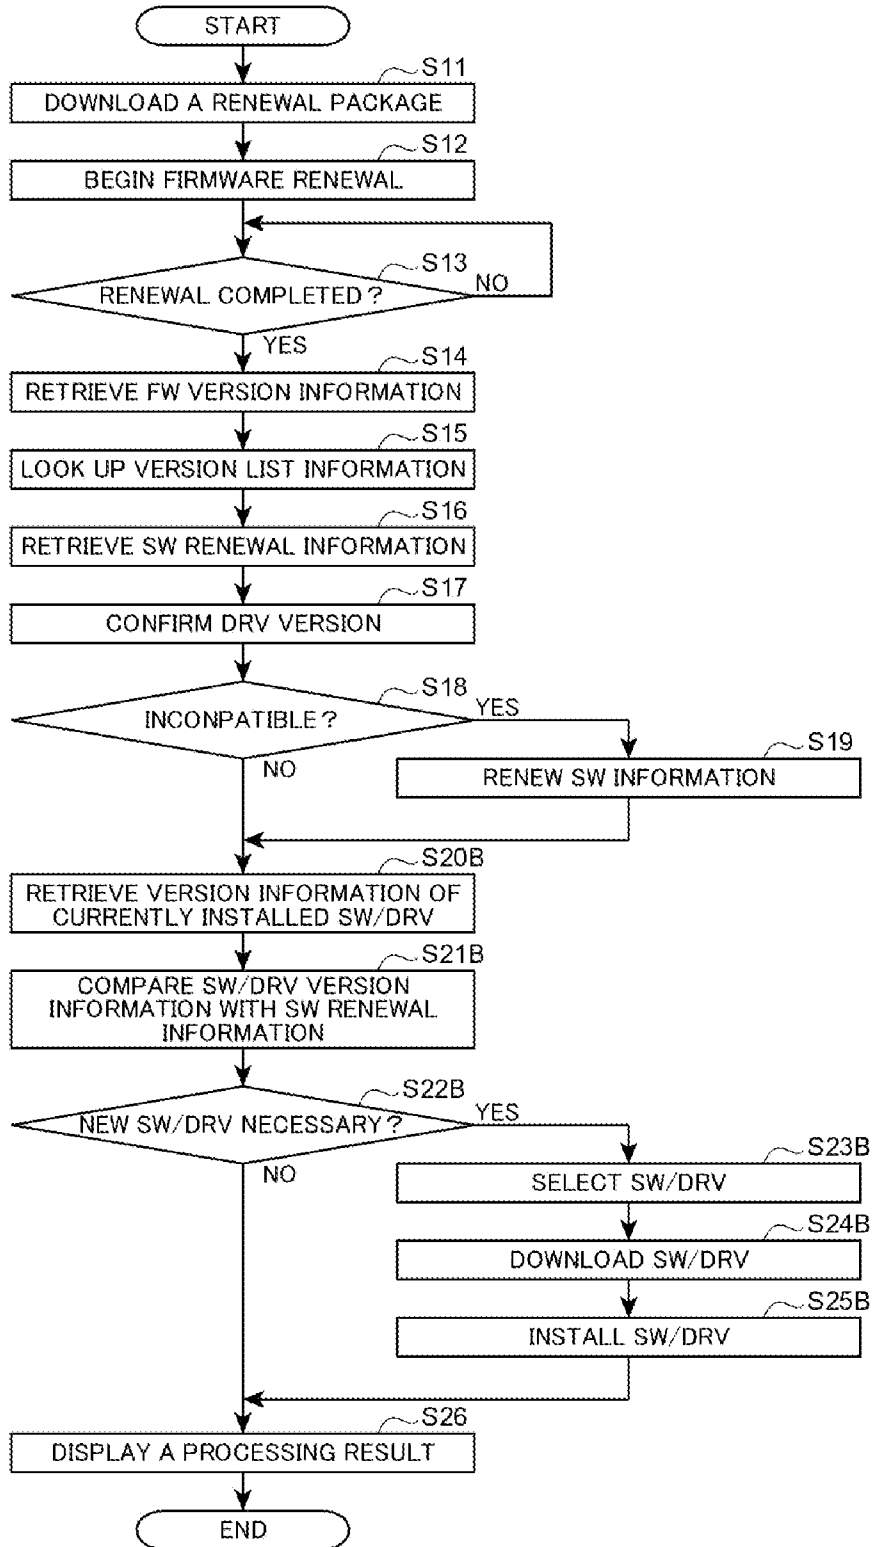 START
S11
DOWNLOAD A RENEWAL PACKAGE
S12
BEGIN FIRMWARE RENEWAL
S13
RENEWAL COMPLETED?
NO
YES
S14
RETRIEVE FW VERSION INFORMATION
S15
LOOK UP VERSION LIST INFORMATION
S16
RETRIEVE SW RENEWAL INFORMATION
S17
CONFIRM DRV VERSION
S18
INCONPATIBLE?
YES
NO
S19
RENEW SW INFORMATION
S20B
RETRIEVE VERSION INFORMATION OF
CURRENTLY INSTALLED SW/DRV
S21B
COMPARE SW/DRV VERSION
INFORMATION WITH SW RENEWAL
INFORMATION
S22B
NEW SW/DRV NECESSARY?
YES
NO
S23B
SELECT SW/DRV
S24B
DOWNLOAD SW/DRV
S25B
INSTALL SW/DRV
S26
DISPLAY A PROCESSING RESULT
END